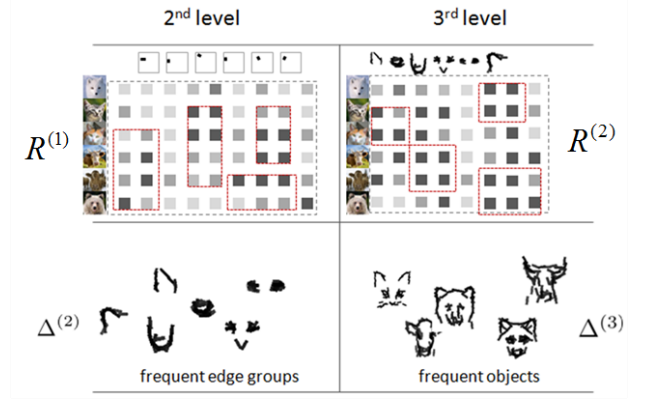 2nd level
3rd level
R(1)
R(2)
Δ(2)
Δ(3)
frequent edge groups
frequent objects